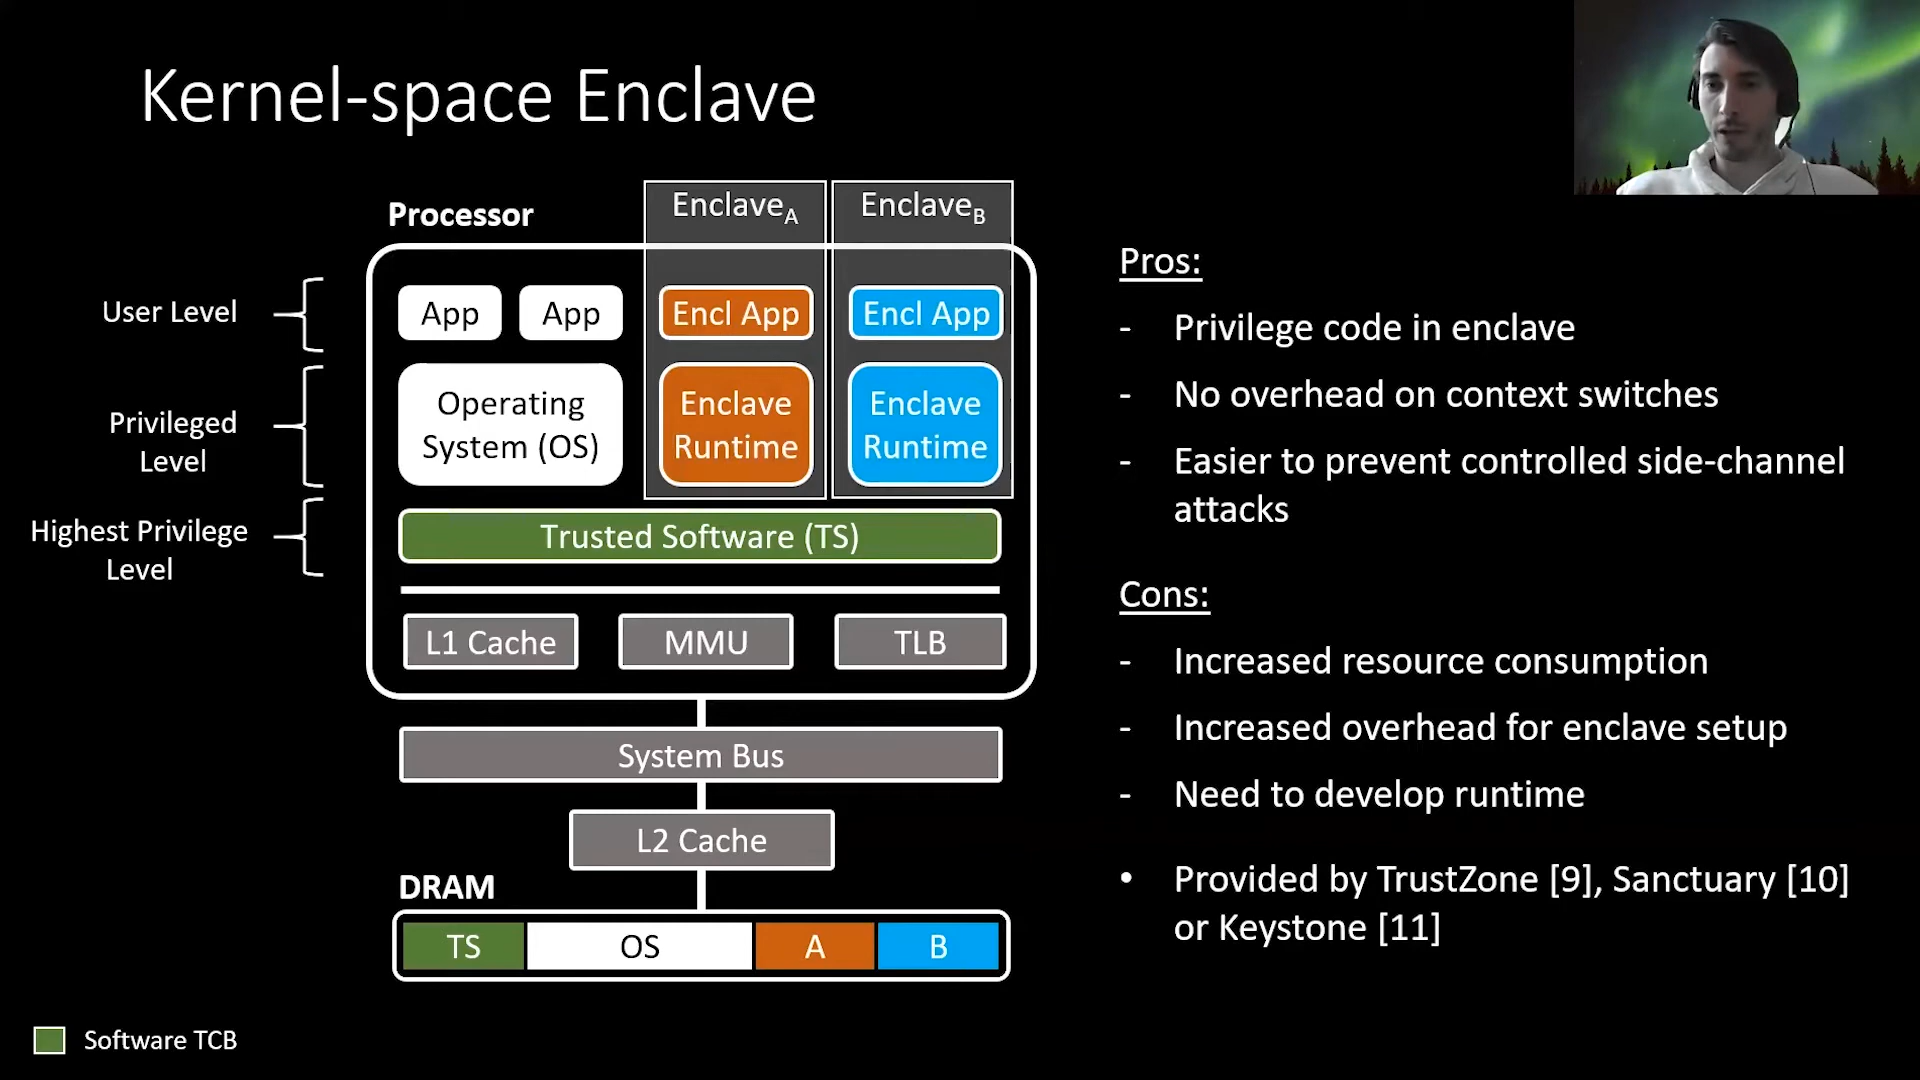 Kernel-space Enclave
Processor
EnclaveA
EnclaveB
User Level
App
App
Encl App
Encl App
Privileged
Level
Operating
System (OS)
Enclave
Runtime
Enclave
Runtime
Highest Privilege
Level
Trusted Software (TS)
L1 Cache
MMU
TLB
System Bus
L2 Cache
DRAM
TS
OS
A
B
Software TCB
Pros:
- Privilege code in enclave
- No overhead on context switches
- Easier to prevent controlled side-channel
attacks
Cons:
- Increased resource consumption
- Increased overhead for enclave setup
- Need to develop runtime
• Provided by TrustZone [9], Sanctuary [10]
or Keystone [11]